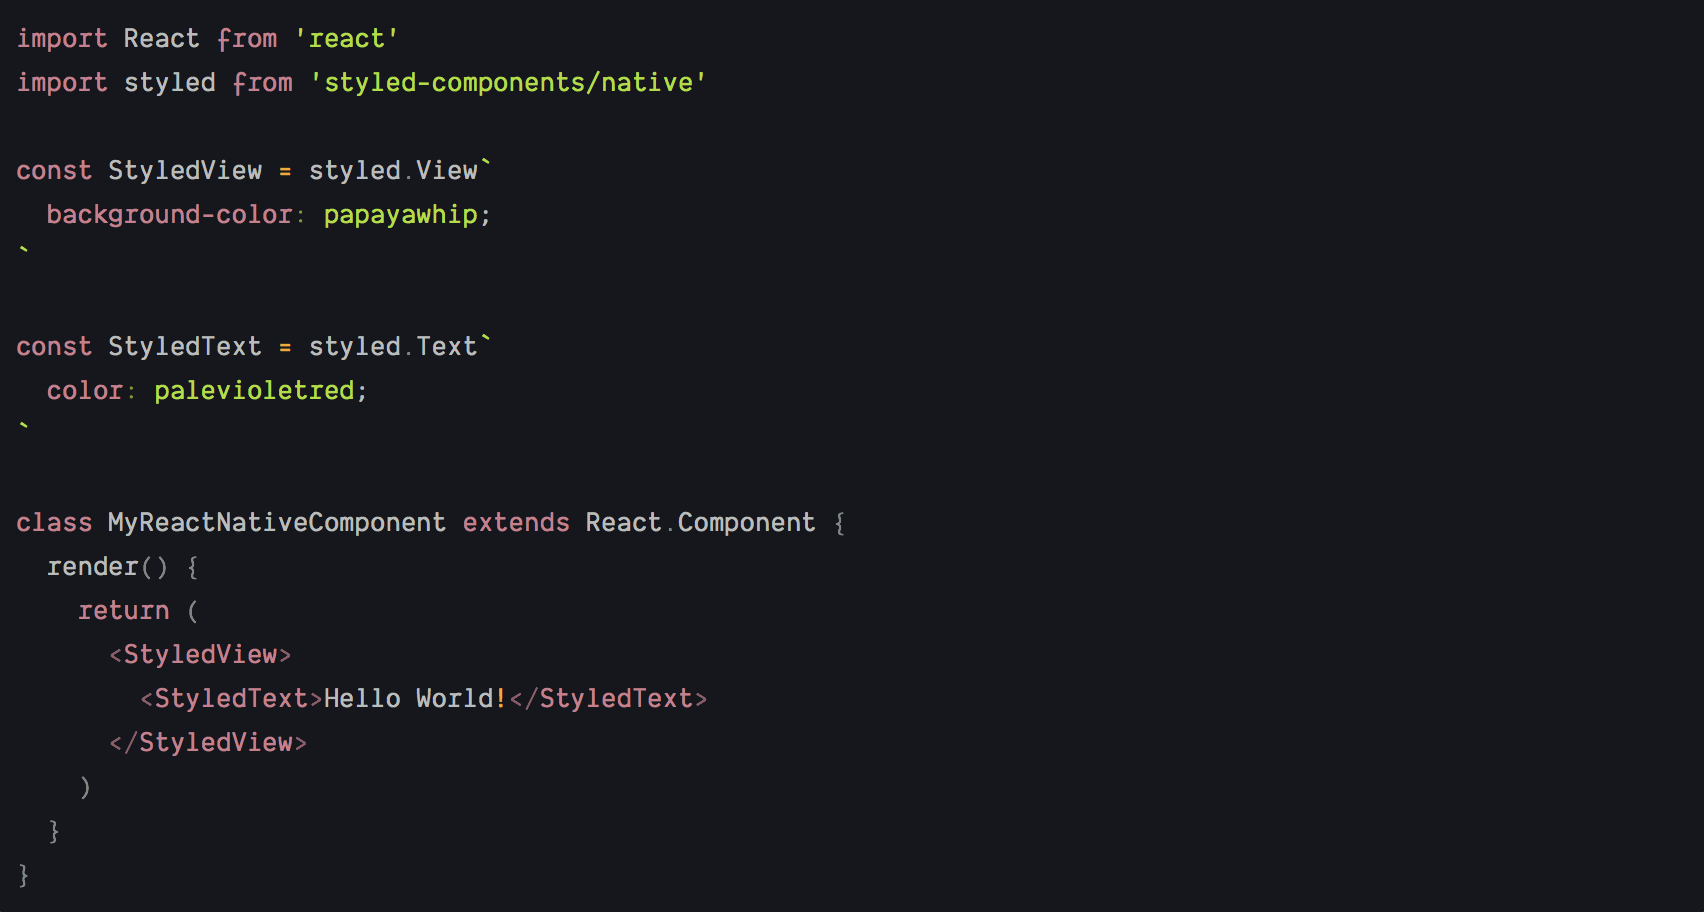 import React from 'react'
import styled from 'styled-components/native'

const StyledView = styled.View`
  background-color: papayawhip;
`

const StyledText = styled.Text`
  color: palevioletred;
`

class MyReactNativeComponent extends React.Component {
  render() {
    return (
      <StyledView>
        <StyledText>Hello World!</StyledText>
      </StyledView>
    )
  }
}